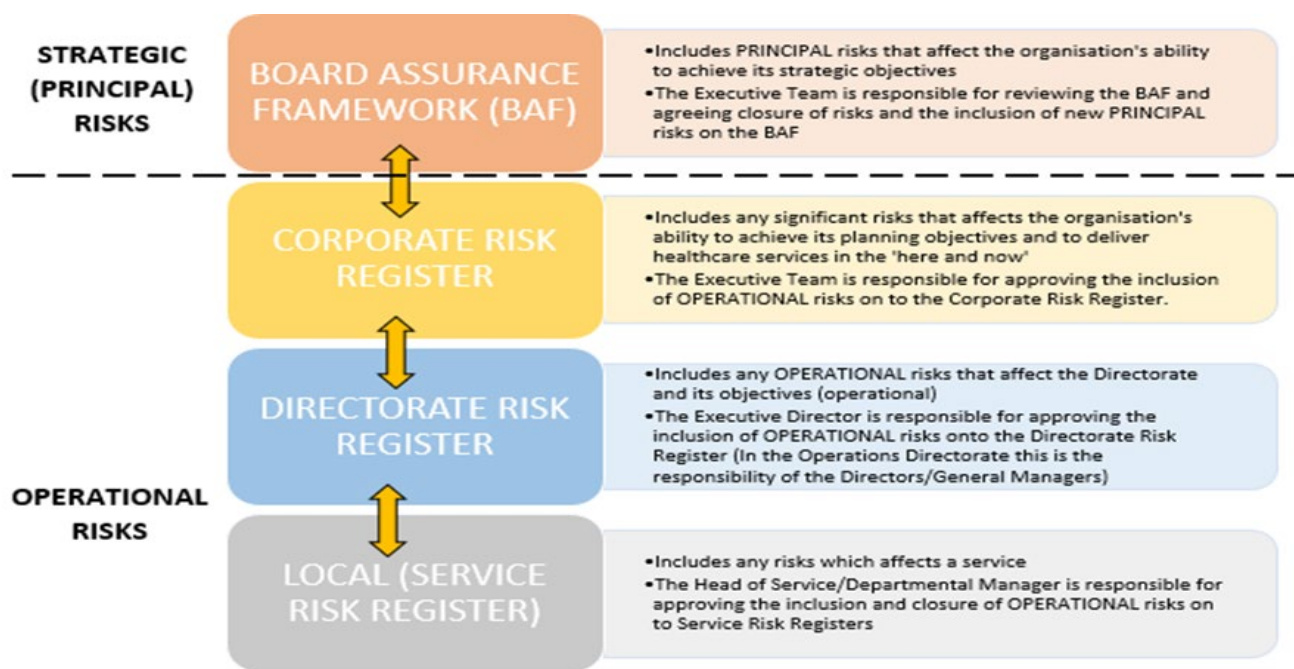 STRATEGIC
(PRINCIPAL)
RISKS
BOARD ASSURANCE
FRAMEWORK (BAF)
•Includes PRINCIPAL risks that affect the organisation's ability
to achieve its strategic objectives
•The Executive Team is responsible for reviewing the BAF and
agreeing closure of risks and the inclusion of new PRINCIPAL
risks on the BAF
CORPORATE RISK
REGISTER
•Includes any significant risks that affects the organisation's
ability to achieve its planning objectives and to deliver
healthcare services in the 'here and now'
•The Executive Team is responsible for approving the inclusion
of OPERATIONAL risks on to the Corporate Risk Register.
OPERATIONAL
RISKS
DIRECTORATE RISK
REGISTER
•Includes any OPERATIONAL risks that affect the Directorate
and its objectives (operational)
•The Executive Director is responsible for approving the
inclusion of OPERATIONAL risks onto the Directorate Risk
Register (In the Operations Directorate this is the
responsibility of the Directors/General Managers)
LOCAL (SERVICE
RISK REGISTER)
•Includes any risks which affects a service
•The Head of Service/Departmental Manager is responsible for
approving the inclusion and closure of OPERATIONAL risks on
to Service Risk Registers